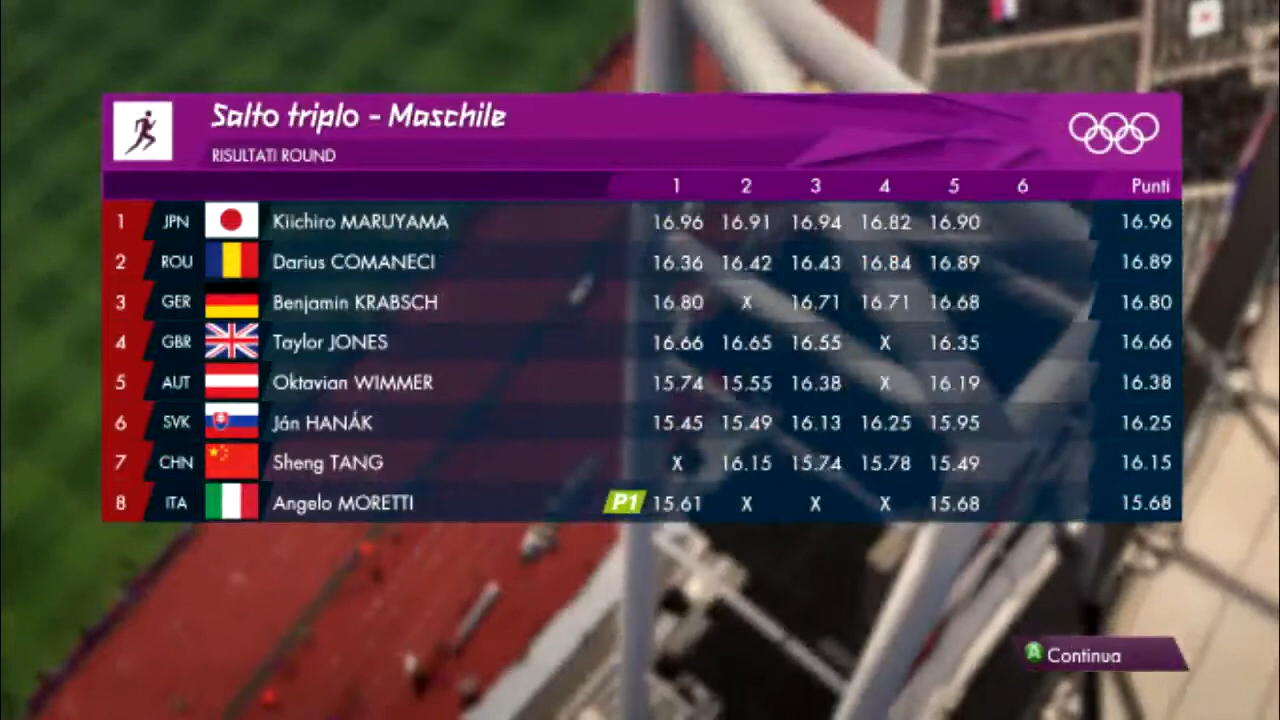 Salto triplo - Maschile
RISULTATI ROUND
1 2 3 4 5 6 Punti
1 JPN Kiichiro MARUYAMA 16.96 16.91 16.94 16.82 16.90 16.96
2 ROU Darius COMANECI 16.36 16.42 16.43 16.84 16.89 16.89
3 GER Benjamin KRABSCH 16.80 X 16.71 16.71 16.68 16.80
4 GBR Taylor JONES 16.66 16.65 16.55 X 16.35 16.66
5 AUT Oktavian WIMMER 15.74 15.55 16.38 X 16.19 16.38
6 SVK Ján HANÁK 15.45 15.49 16.13 16.25 15.95 16.25
7 CHN Sheng TANG X 16.15 15.74 15.78 15.49 16.15
8 ITA Angelo MORETTI P1 15.61 X X X 15.68 15.68
A Continua